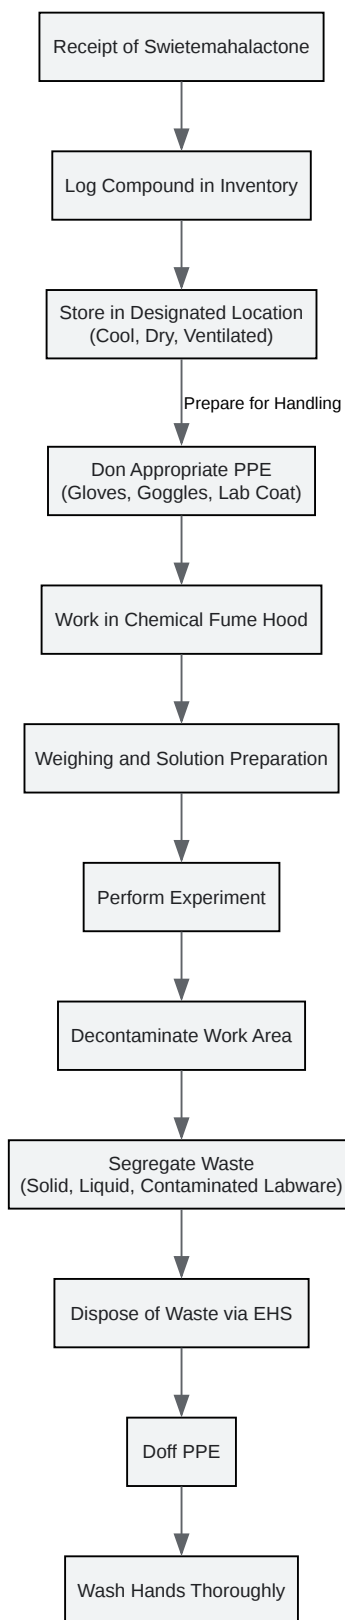 Receipt of Swietemahalactone
Log Compound in Inventory
Store in Designated Location
(Cool, Dry, Ventilated)
Prepare for Handling
Don Appropriate PPE
(Gloves, Goggles, Lab Coat)
Work in Chemical Fume Hood
Weighing and Solution Preparation
Perform Experiment
Decontaminate Work Area
Segregate Waste
(Solid, Liquid, Contaminated Labware)
Dispose of Waste via EHS
Doff PPE
Wash Hands Thoroughly